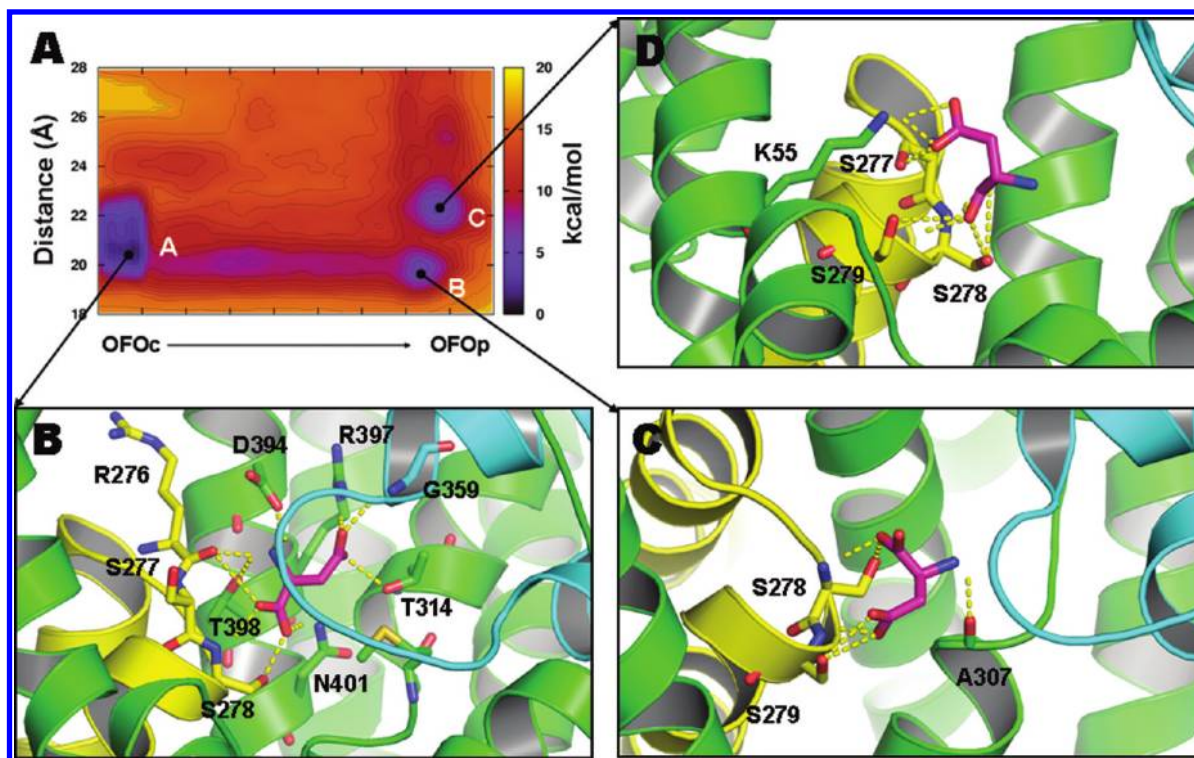 A
28
26
24
22
20
18
Distance (Å)
A
C
B
20
15
10
5
0
kcal/mol
OFOc
OFOp
D
K55
S277
S279
S278
B
R276
D394
R397
G359
S277
T398
T314
N401
S278
C
S278
S279
A307